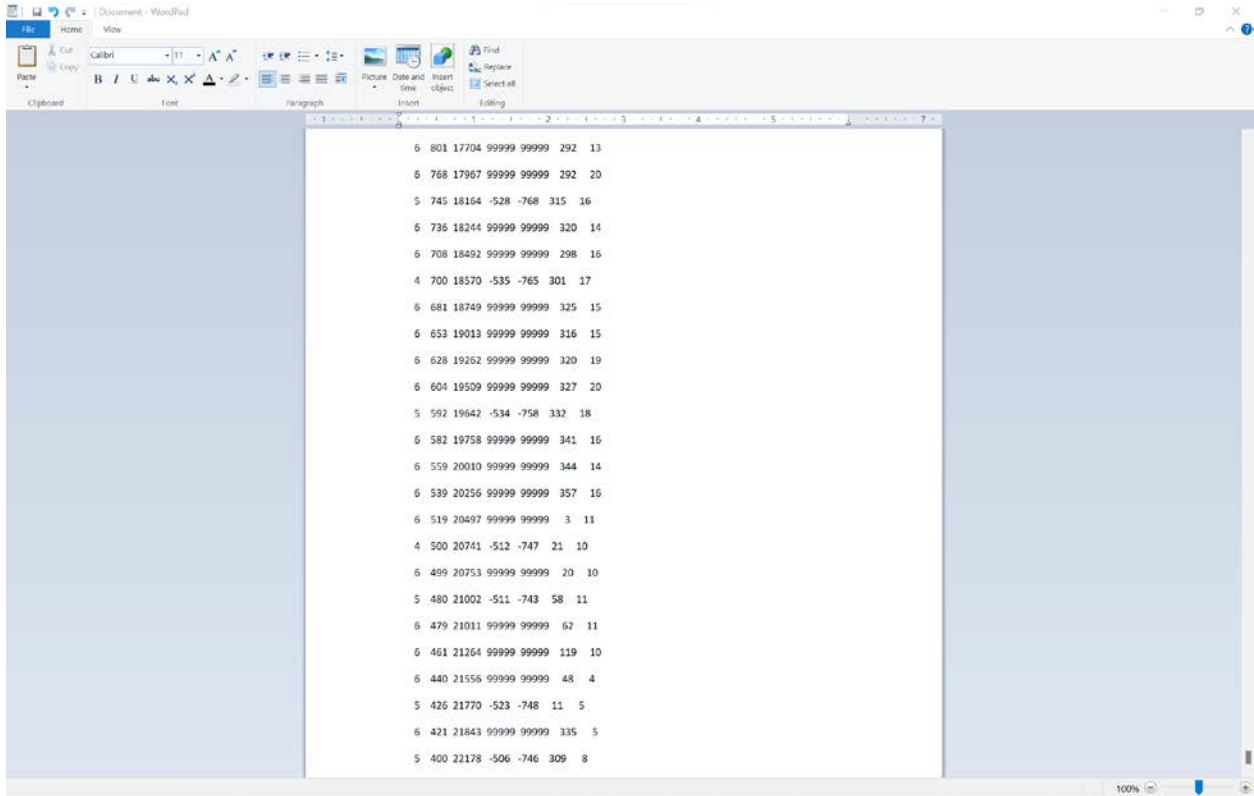 Document - WordPad
File Home View
Paste
Cut
Copy
Clipboard
Calibri 11
Font
Paragraph
Picture
Date and time
Insert object
Insert
Find
Replace
Select all
Editing
1 1 2 3 4 5 7
6 801 17704 99999 99999 292 13
6 768 17967 99999 99999 292 20
5 745 18164 -528 -768 315 16
6 736 18244 99999 99999 320 14
6 708 18492 99999 99999 298 16
4 700 18570 -535 -765 301 17
6 681 18749 99999 99999 325 15
6 653 19013 99999 99999 316 15
6 628 19262 99999 99999 320 19
6 604 19509 99999 99999 327 20
5 592 19642 -534 -758 332 18
6 582 19758 99999 99999 341 16
6 559 20010 99999 99999 344 14
6 539 20256 99999 99999 357 16
6 519 20497 99999 99999 3 11
4 500 20741 -512 -747 21 10
6 499 20753 99999 99999 20 10
5 480 21002 -511 -743 58 11
6 479 21011 99999 99999 62 11
6 461 21264 99999 99999 119 10
6 440 21556 99999 99999 48 4
5 426 21770 -523 -748 11 5
6 421 21843 99999 99999 335 5
5 400 22178 -506 -746 309 8
100%